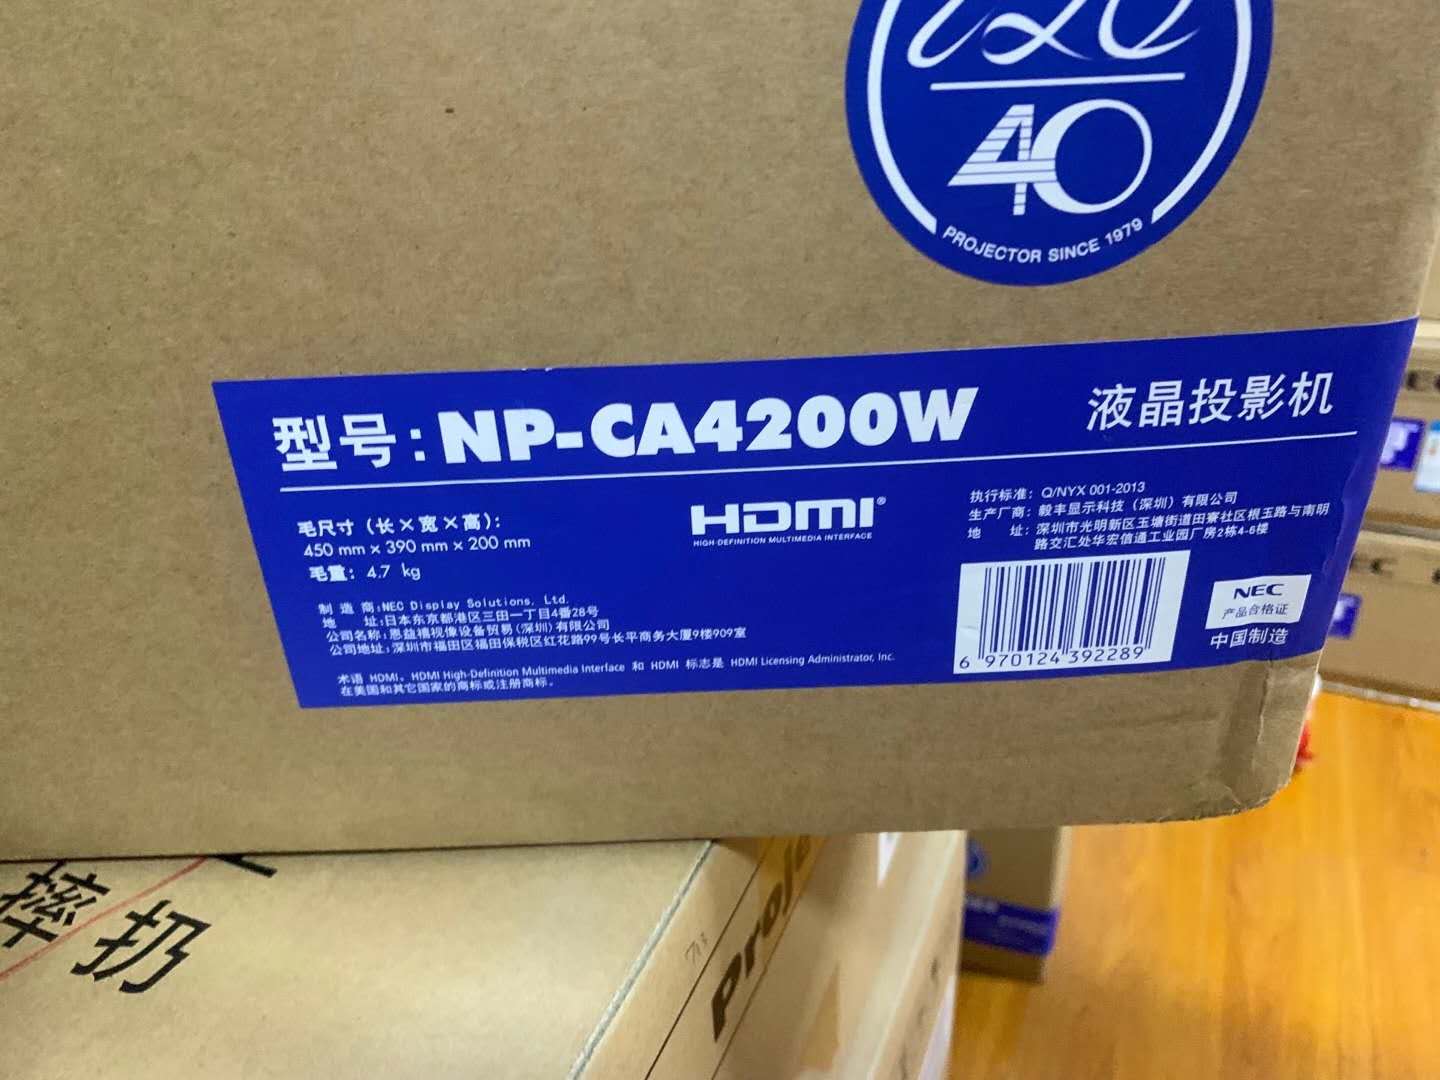 120
40
PROJECTOR SINCE 1979
型号:NP-CA4200W
液晶投影机
毛尺寸（长×宽×高）:
450 mm × 390 mm × 200 mm
毛重: 4.7 kg
HDMI®
HIGH-DEFINITION MULTIMEDIA INTERFACE
执行标准: Q/NYX 001-2013
生产厂商: 毅丰显示科技（深圳）有限公司
地 址: 深圳市光明新区玉塘街道田寮社区根玉路与南明
路交汇处华宏信通工业园厂房2栋4-6楼
制 造 商:NEC Display Solutions, Ltd.
地 址:日本东京都港区三田一丁目4番28号
公司名称:恩益禧视像设备贸易(深圳)有限公司
公司地址:深圳市福田区福田保税区红花路99号长平商务大厦9楼909室
术语 HDMI、HDMI High-Definition Multimedia Interface 和 HDMI 标志是 HDMI Licensing Administrator, Inc.
在美国和其它国家的商标或注册商标。
6 970124 392289
NEC
产品合格证
中国制造
摔扔
Proje